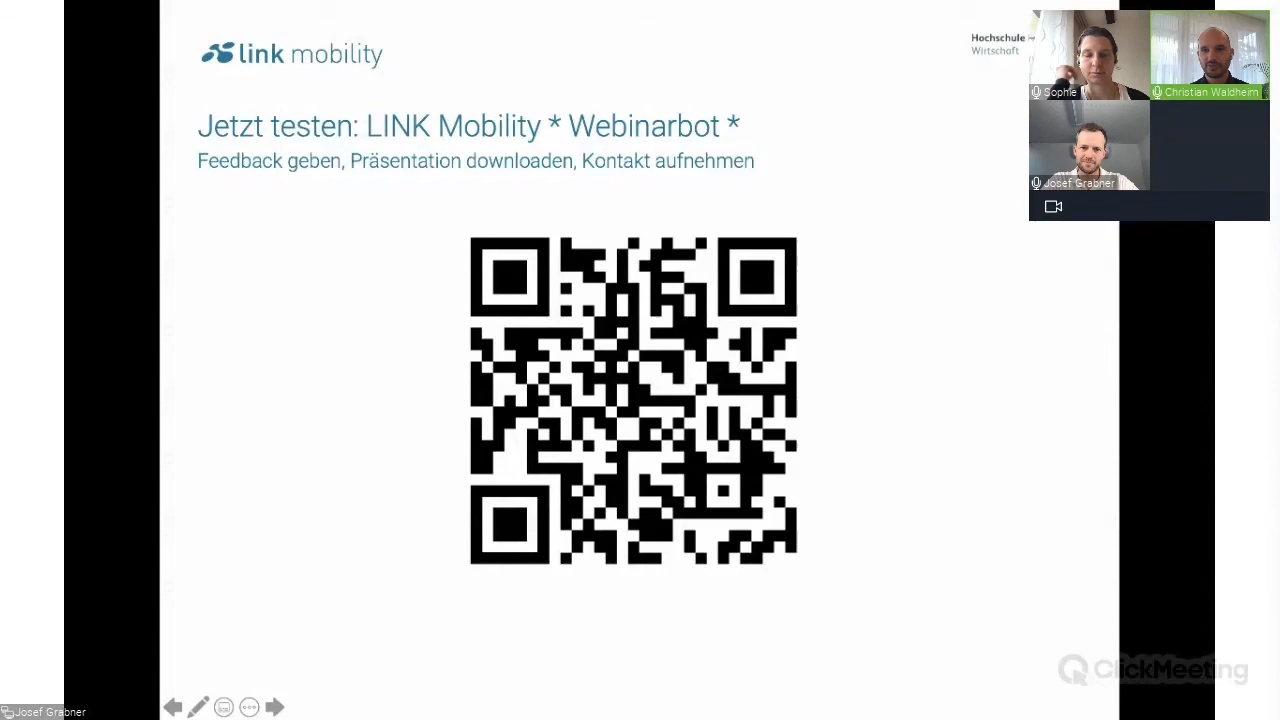 link mobility
Hochschule
Wirtschaft
Jetzt testen: LINK Mobility * Webinarbot *
Feedback geben, Präsentation downloaden, Kontakt aufnehmen
Sophie
Christian Waldheim
Josef Grabner
ClickMeeting
Josef Grabner